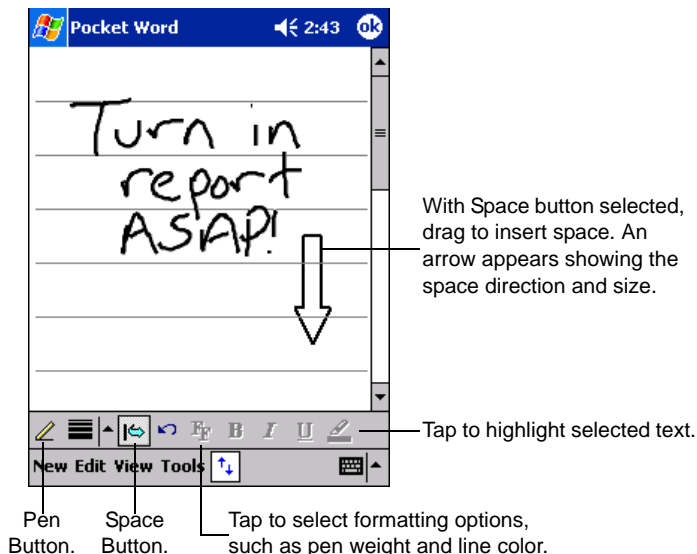 Pocket Word 2:43 ok
Turn in
report
ASAP!
With Space button selected,
drag to insert space. An
arrow appears showing the
space direction and size.
B I U
Tap to highlight selected text.
New Edit View Tools
Pen
Button.
Space
Button.
Tap to select formatting options,
such as pen weight and line color.